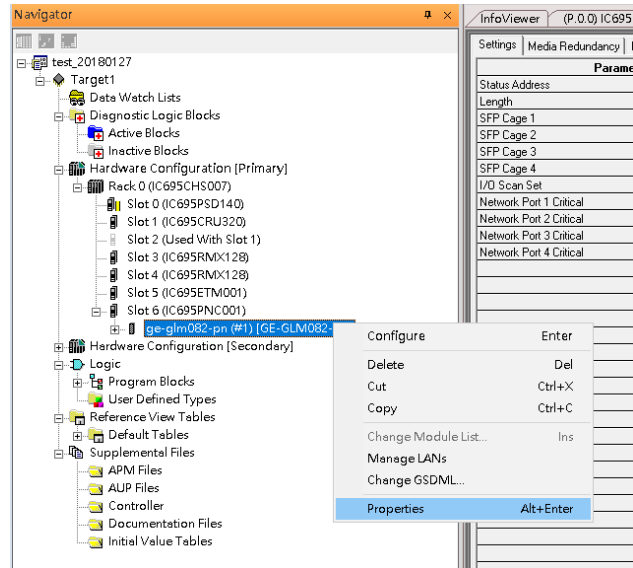 Navigator
InfoViewer
(P.0.0) IC695
Settings
Media Redundancy
Parame
Status Address
Length
SFP Cage 1
SFP Cage 2
SFP Cage 3
SFP Cage 4
I/O Scan Set
Network Port 1 Critical
Network Port 2 Critical
Network Port 3 Critical
Network Port 4 Critical
test_20180127
Target1
Data Watch Lists
Diagnostic Logic Blocks
Active Blocks
Inactive Blocks
Hardware Configuration [Primary]
Rack 0 (IC695CHS007)
Slot 0 (IC695PSD140)
Slot 1 (IC695CRU320)
Slot 2 (Used With Slot 1)
Slot 3 (IC695RMX128)
Slot 4 (IC695RMX128)
Slot 5 (IC695ETM001)
Slot 6 (IC695PNC001)
ge-glm082-pn (#1) [GE-GLM082-
Hardware Configuration [Secondary]
Logic
Program Blocks
User Defined Types
Reference View Tables
Default Tables
Supplemental Files
APM Files
AUP Files
Controller
Documentation Files
Initial Value Tables
Configure Enter
Delete Del
Cut Ctrl+X
Copy Ctrl+C
Change Module List... Ins
Manage LANs
Change GSDML...
Properties Alt+Enter